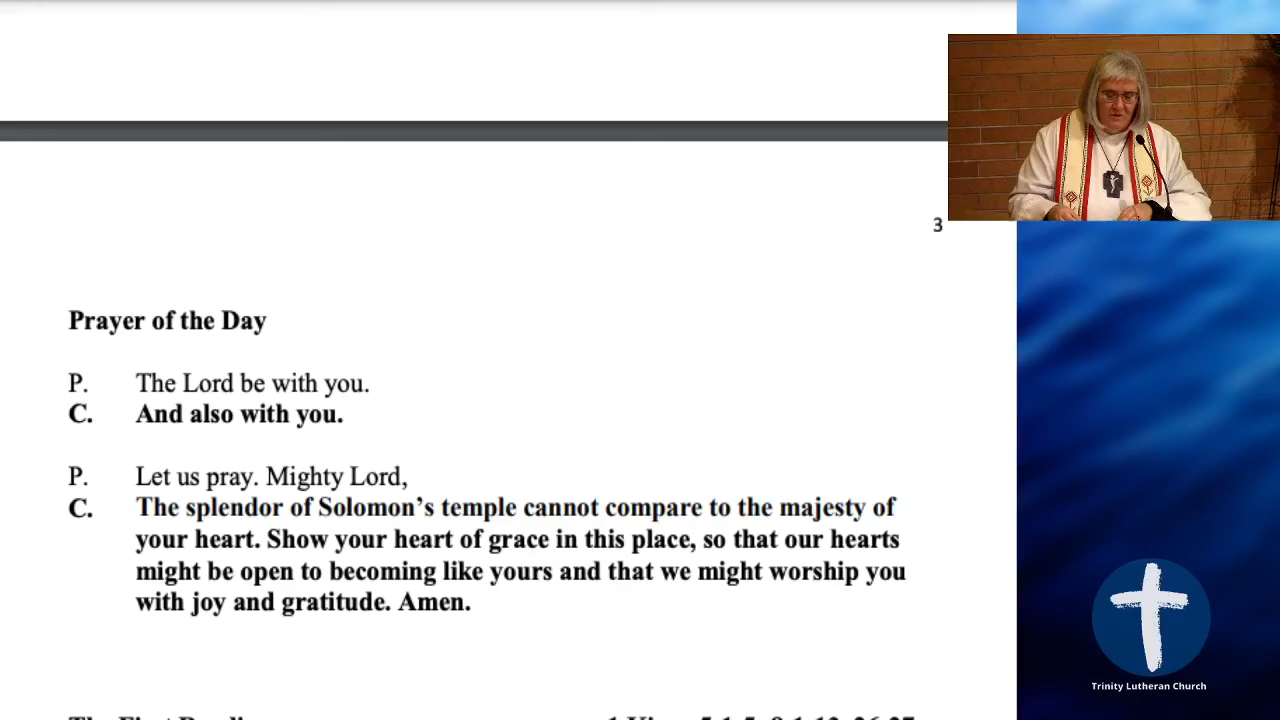 3
Prayer of the Day
P. The Lord be with you.
C. And also with you.
P. Let us pray. Mighty Lord,
C. The splendor of Solomon’s temple cannot compare to the majesty of
your heart. Show your heart of grace in this place, so that our hearts
might be open to becoming like yours and that we might worship you
with joy and gratitude. Amen.
Trinity Lutheran Church
The First Reading